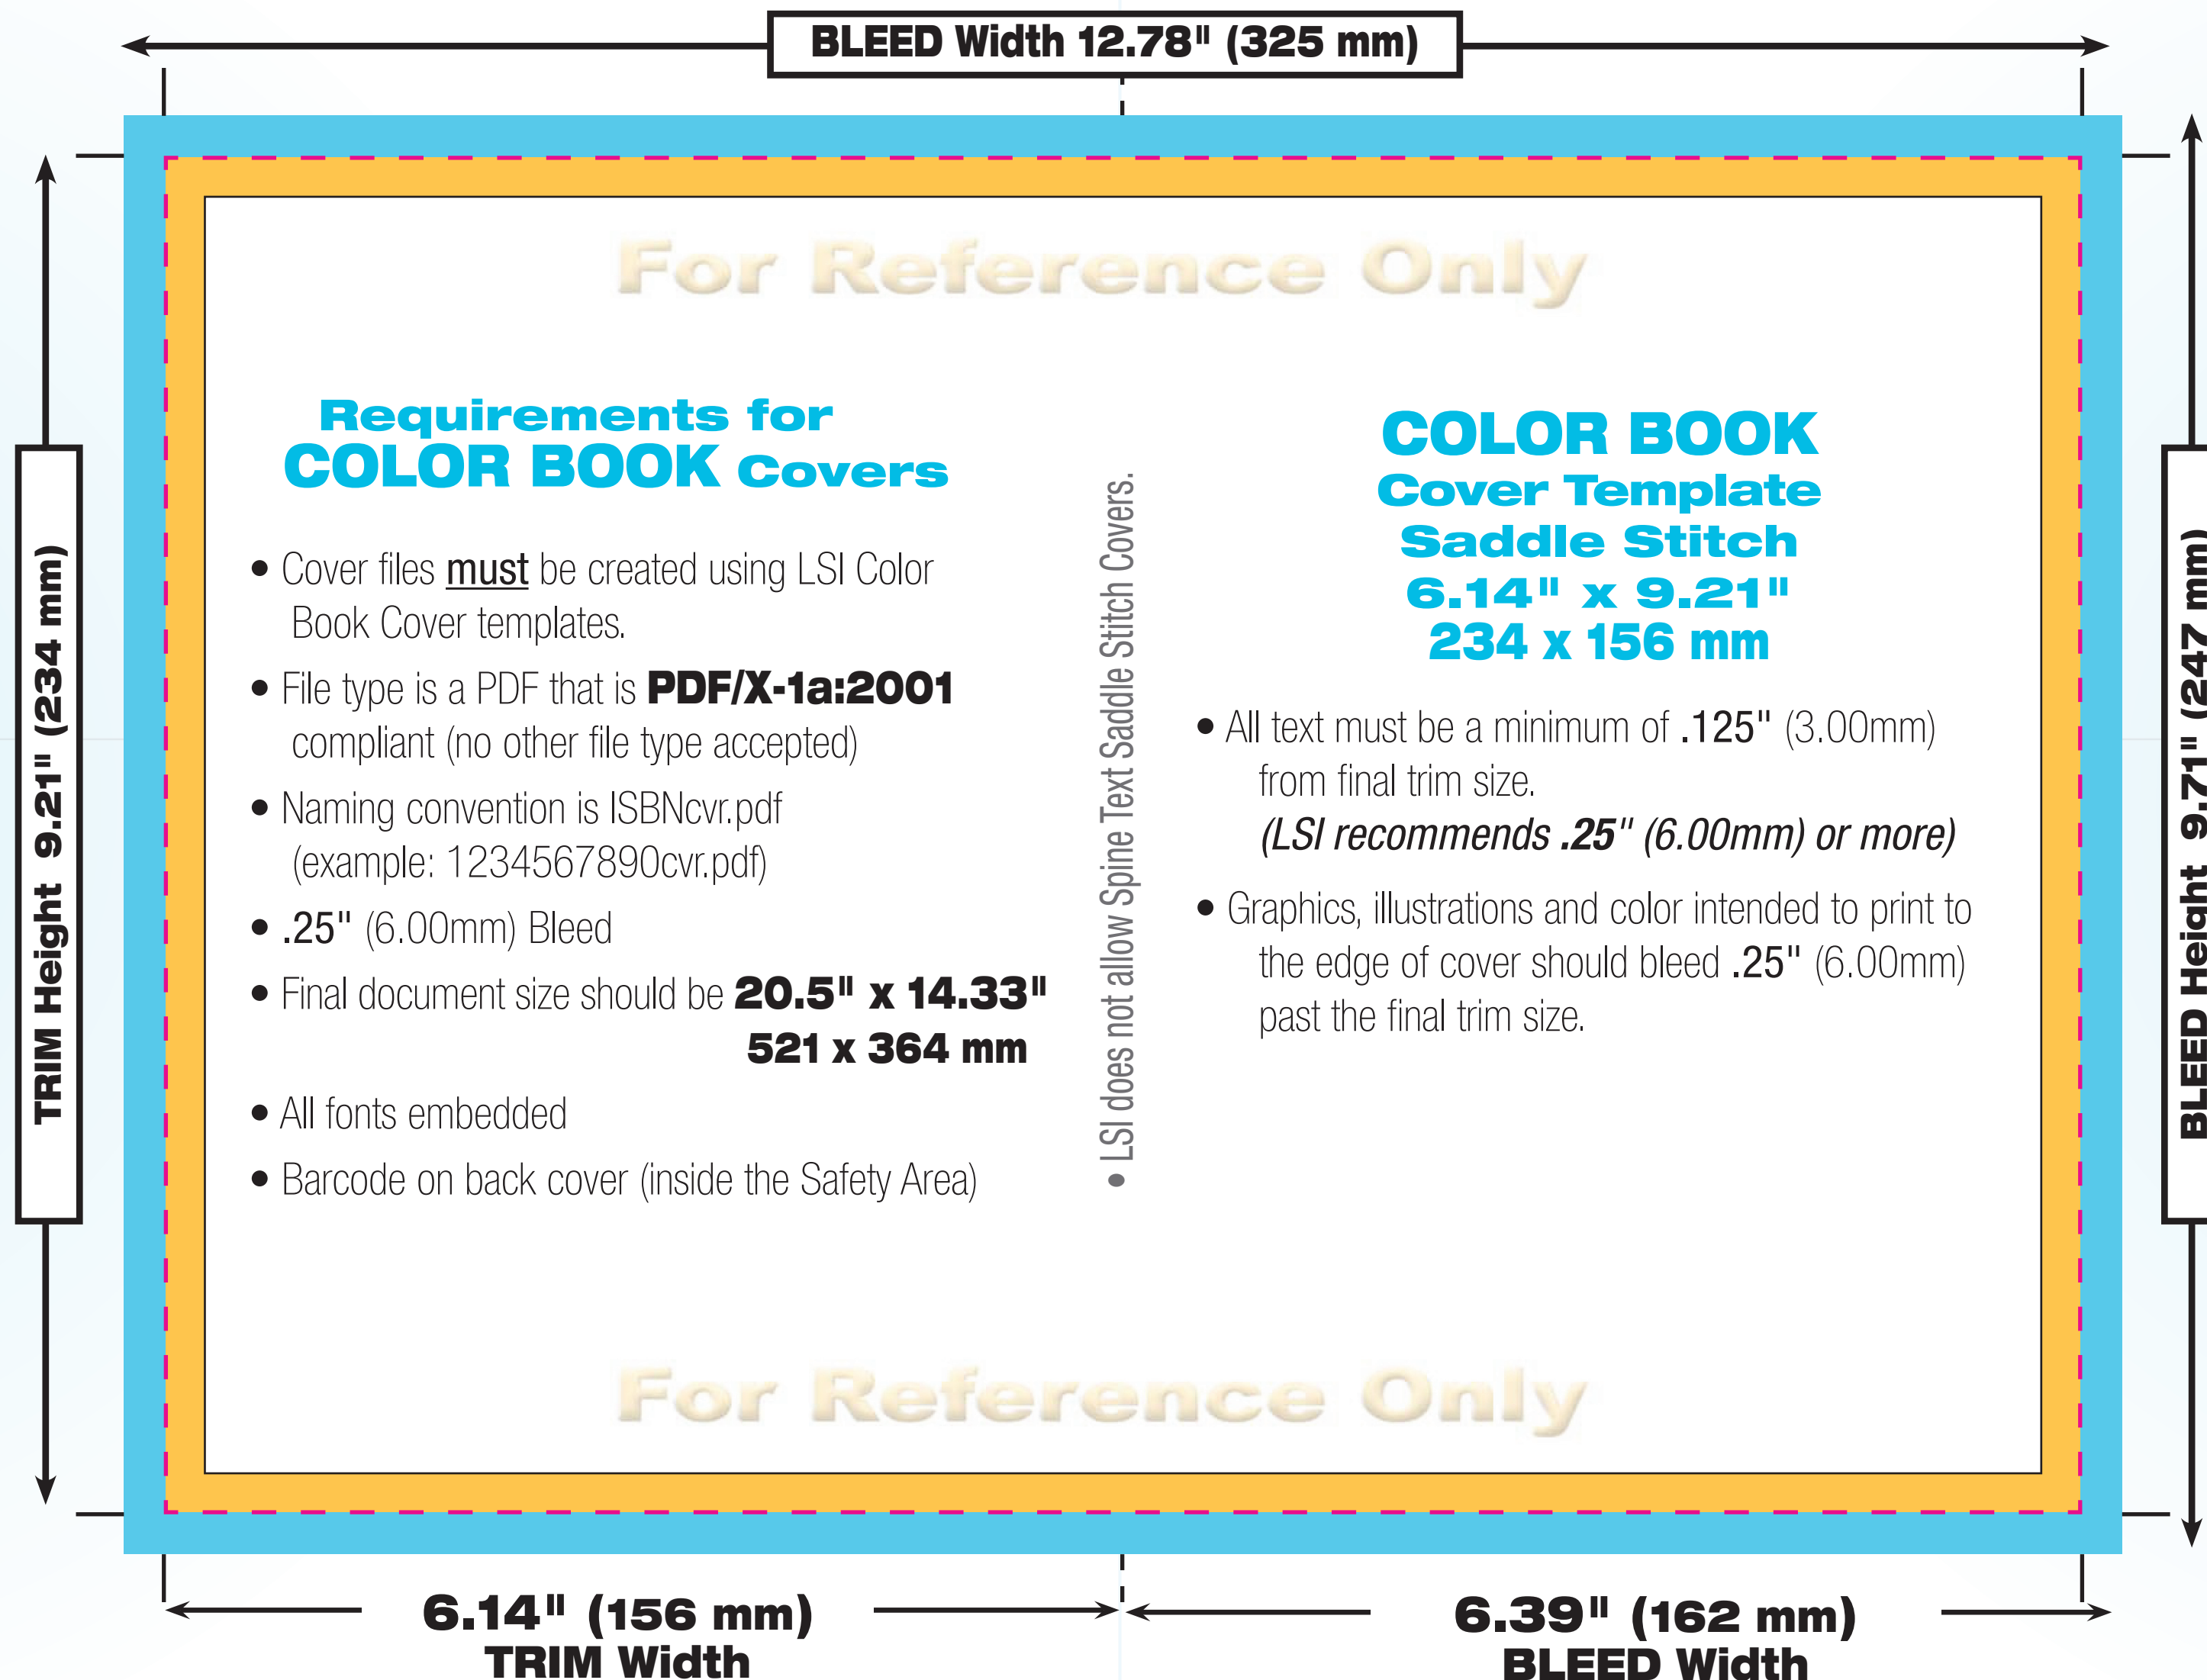 BLEED Width 12.78" (325 mm)
For Reference Only
TRIM Height 9.21" (234 mm)
Requirements for
COLOR BOOK Covers
• Cover files must be created using LSI Color
Book Cover templates.
• File type is a PDF that is PDF/X-1a:2001
compliant (no other file type accepted)
• Naming convention is ISBNcvr.pdf
(example: 1234567890cvr.pdf)
• .25" (6.00mm) Bleed
• Final document size should be 20.5" x 14.33"
521 x 364 mm
• All fonts embedded
• Barcode on back cover (inside the Safety Area)
• LSI does not allow Spine Text Saddle Stitch Covers.
COLOR BOOK
Cover Template
Saddle Stitch
6.14" x 9.21"
234 x 156 mm
• All text must be a minimum of .125" (3.00mm)
from final trim size.
(LSI recommends .25" (6.00mm) or more)
• Graphics, illustrations and color intended to print to
the edge of cover should bleed .25" (6.00mm)
past the final trim size.
BLEED Height 9.71" (247 mm)
For Reference Only
6.14" (156 mm)
TRIM Width
6.39" (162 mm)
BLEED Width